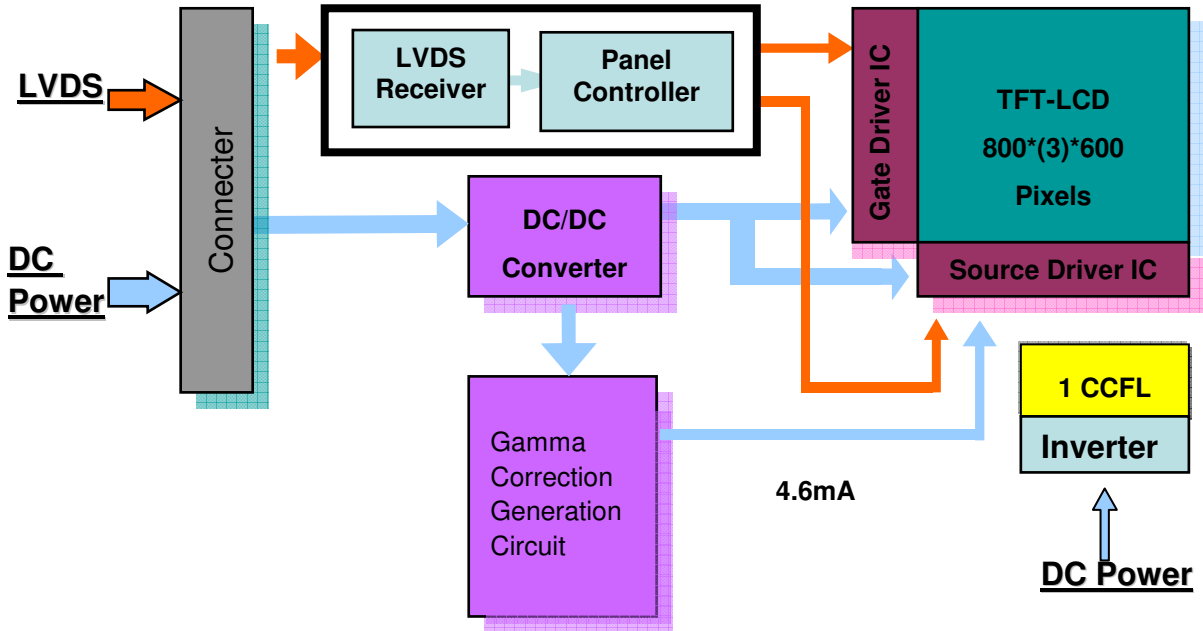 LVDS
DC
Power
Connecter
LVDS
Receiver
Panel
Controller
DC/DC
Converter
Gamma
Correction
Generation
Circuit
4.6mA
Gate Driver IC
TFT-LCD
800*(3)*600
Pixels
Source Driver IC
1 CCFL
Inverter
DC Power